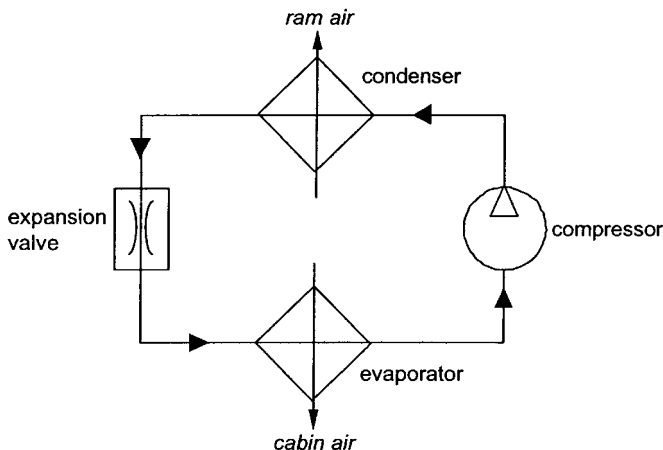 ram air
condenser
expansion
valve
compressor
evaporator
cabin air